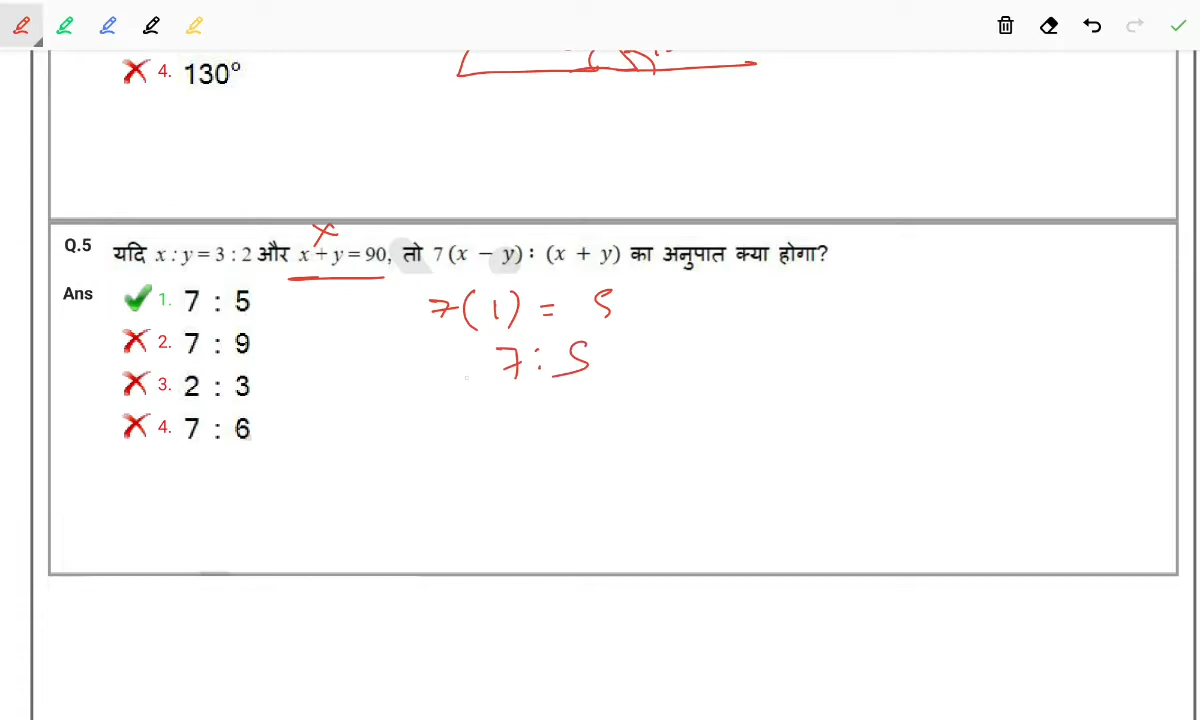 4. 130°
x
Q.5 यदि x : y = 3 : 2 और x + y = 90, तो 7 (x − y) : (x + y) का अनुपात क्या होगा?
Ans 1. 7 : 5
7(1) = 5
2. 7 : 9
7 : 5
3. 2 : 3
4. 7 : 6